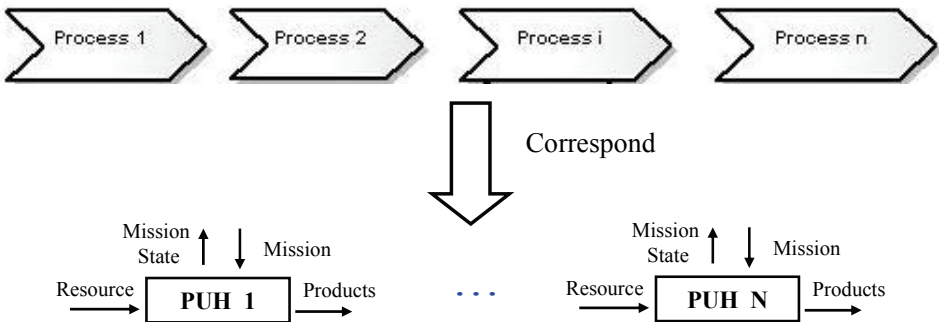 Process 1 Process 2 Process i Process n
Correspond
Mission State Mission Mission State Mission
Resource PUH 1 Products ... Resource PUH N Products